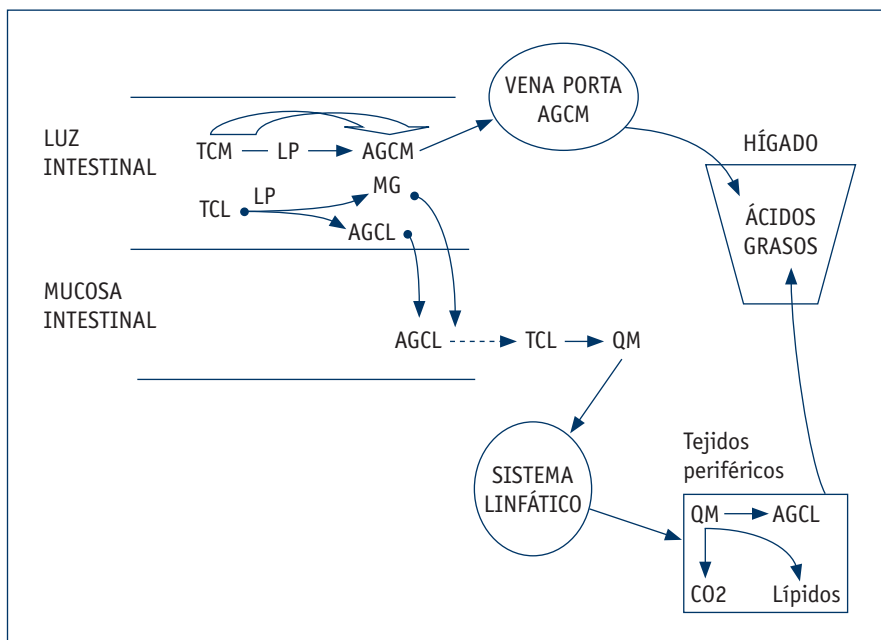 VENA PORTA
AGCM
LUZ
INTESTINAL
TCM LP AGCM
HÍGADO
TCL LP MG
AGCL
ÁCIDOS
GRASOS
MUCOSA
INTESTINAL
AGCL TCL QM
SISTEMA
LINFÁTICO
Tejidos
periféricos
QM AGCL
CO2 Lípidos